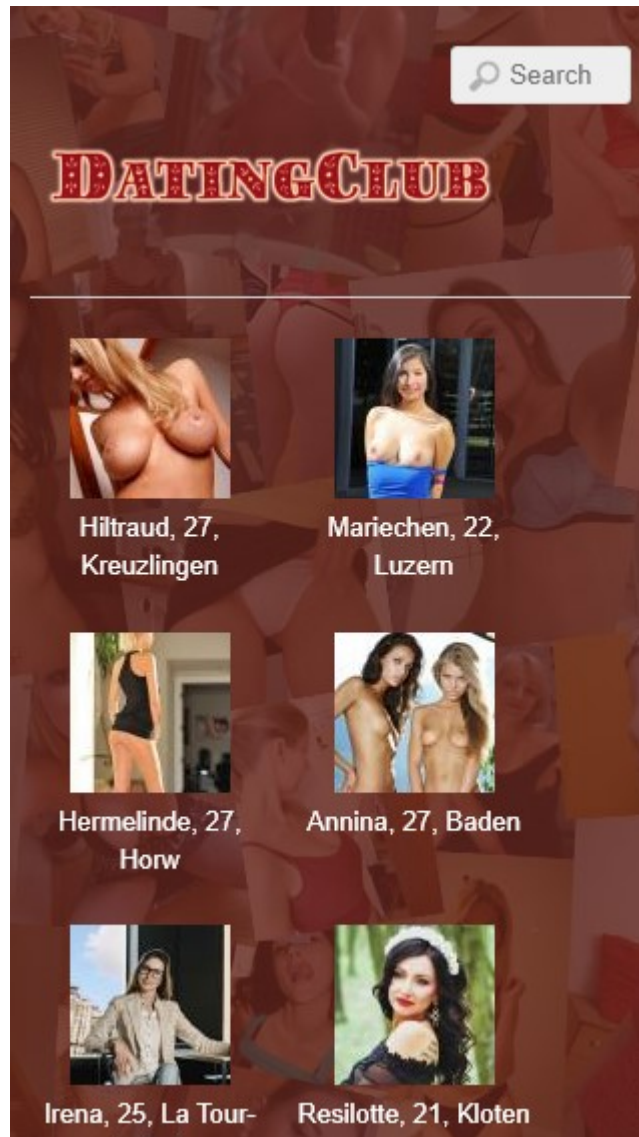 Search
DatingClub
Hiltraud, 27,
Kreuzlingen
Mariechen, 22,
Luzern
Hermelinde, 27,
Horw
Annina, 27, Baden
Irena, 25, La Tour-
Resilotte, 21, Kloten